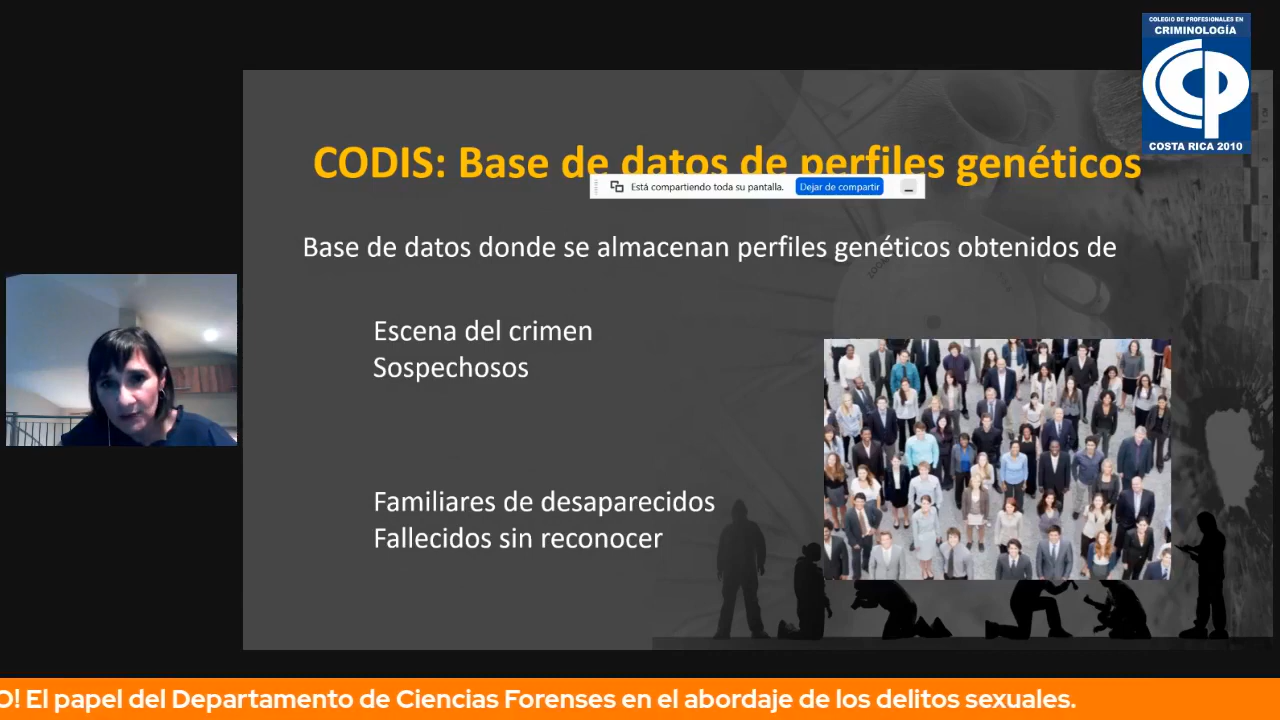 COLEGIO DE PROFESIONALES EN
CRIMINOLOGÍA
COSTA RICA 2010
CODIS: Base de datos de perfiles genéticos
Está compartiendo toda su pantalla. Dejar de compartir
Base de datos donde se almacenan perfiles genéticos obtenidos de
Escena del crimen
Sospechosos
Familiares de desaparecidos
Fallecidos sin reconocer
O! El papel del Departamento de Ciencias Forenses en el abordaje de los delitos sexuales.